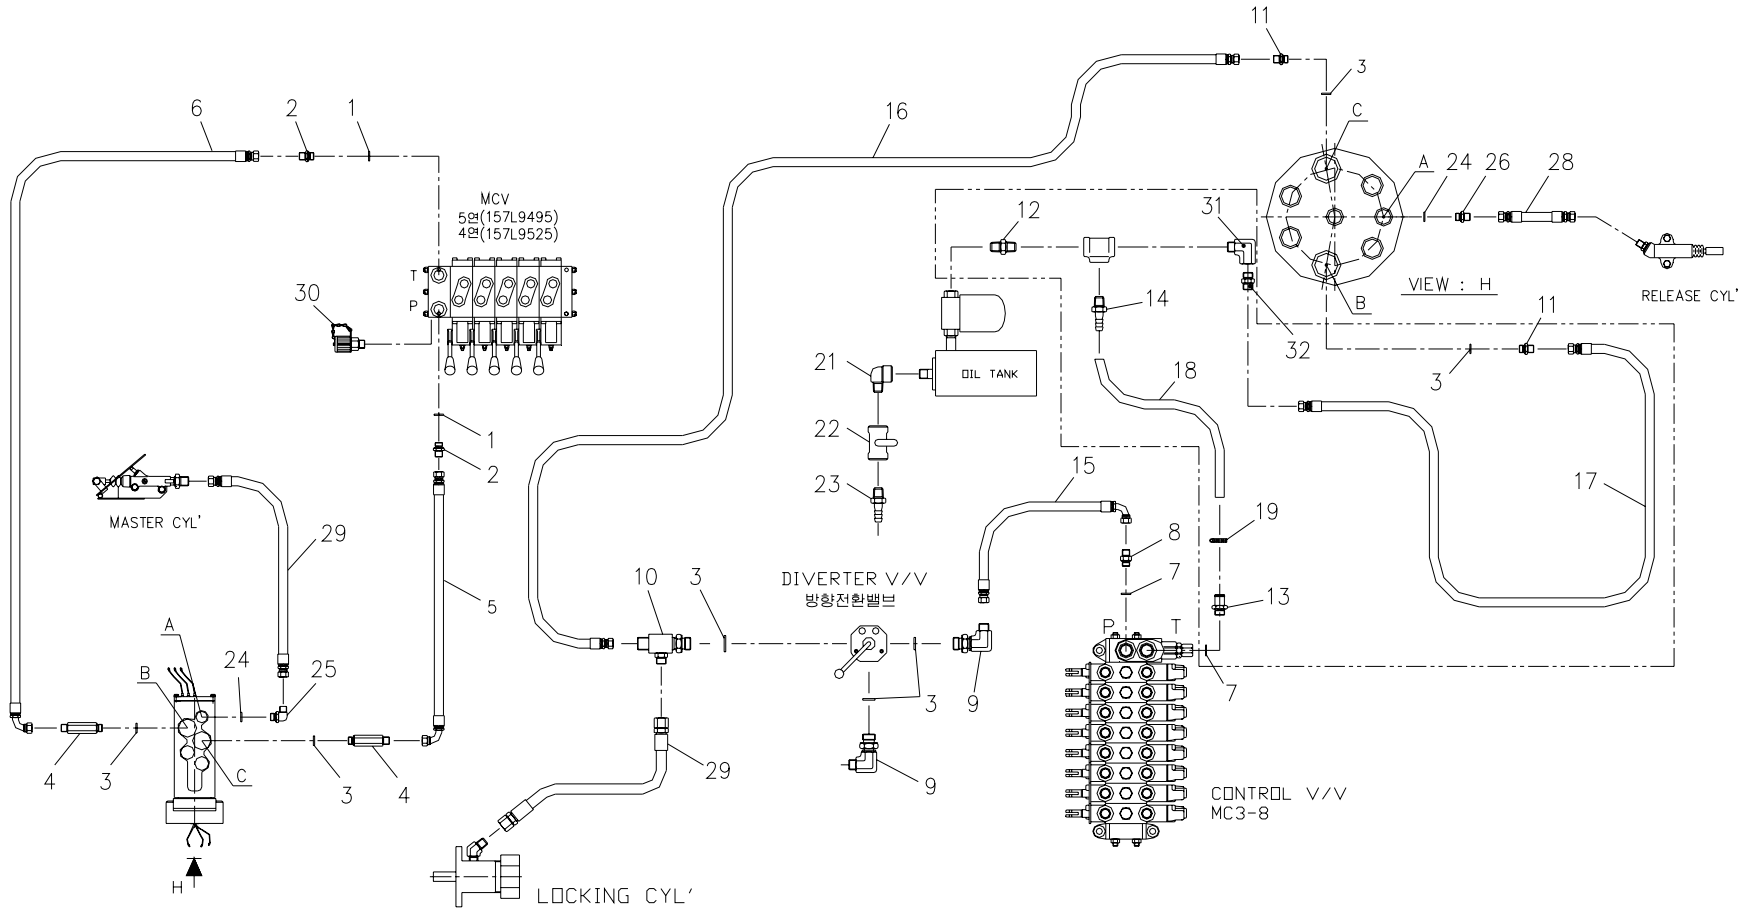 11
3
6
2
1
16
C
A
24
26
28
MCV
5연(157L9495)
4연(157L9525)
12
31
T
P
30
14
VIEW : H
B
RELEASE CYL'
11
32
21
OIL TANK
18
3
1
22
2
15
23
17
MASTER CYL'
19
29
8
DIVERTER V/V
방향전환밸브
10
3
7
5
13
P
T
A
24
25
B
7
3
9
4
3
C
3
4
29
9
CONTROL V/V
MC3-8
H
LOCKING CYL'